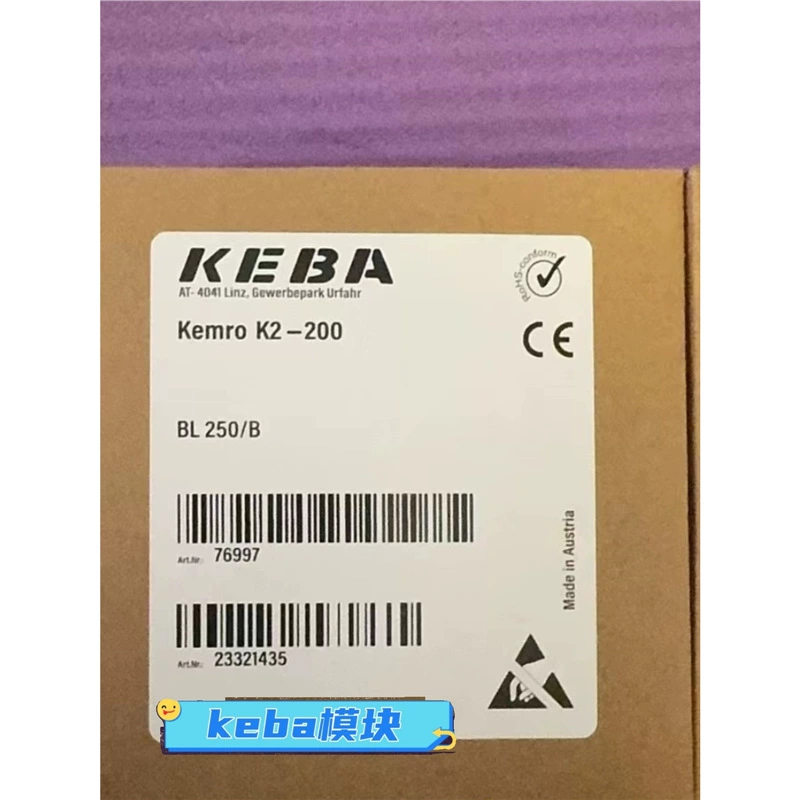 KEBA
AT- 4041 Linz, Gewerbepark Urfahr
RoHS-conform
Kemro K2-200
CE
BL 250/B
Art.Nr.: 76997
Made in Austria
Art.Nr.: 23321435
keba模块